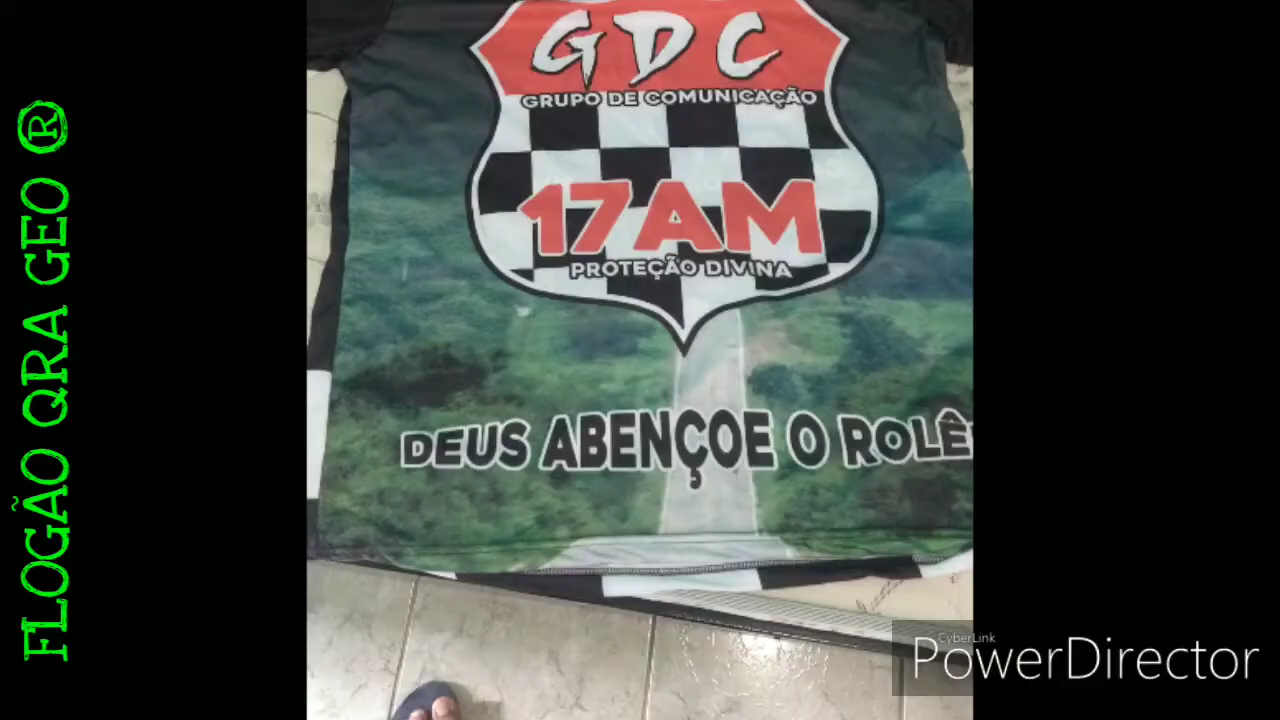 FLOGÃO QRA GEO ®
GDC
GRUPO DE COMUNICAÇÃO
17AM
PROTEÇÃO DIVINA
DEUS ABENÇOE O ROLÊ
CyberLink
PowerDirector